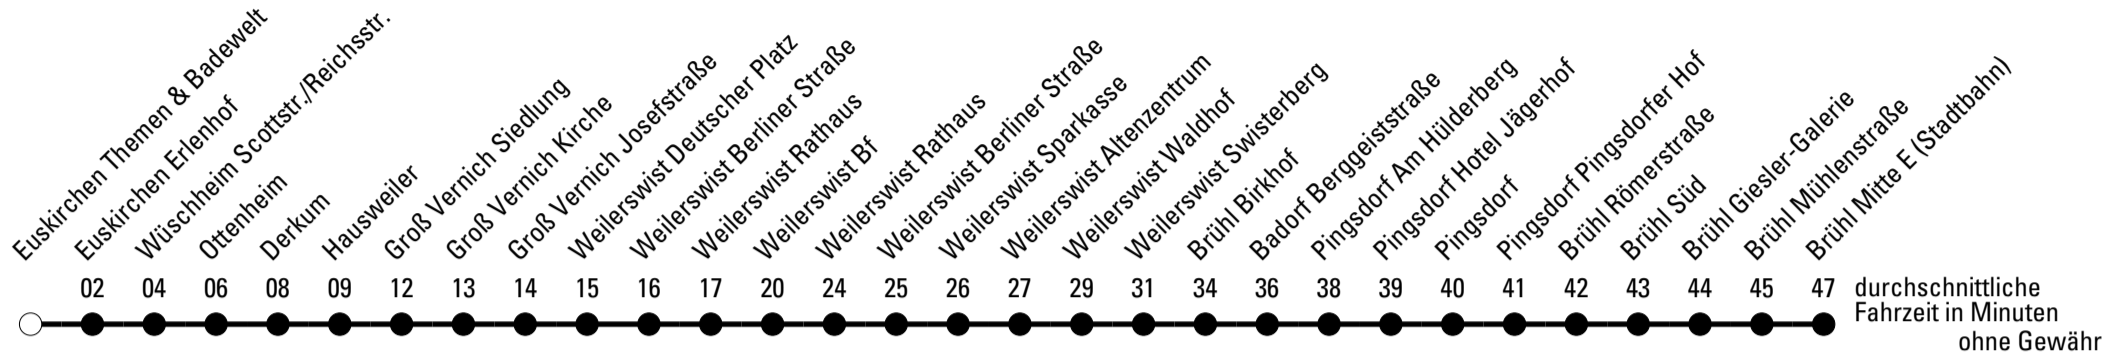 Euskirchen Themen & Badewelt
Euskirchen Erlenhof
Wüschheim Scottstr./Reichsstr.
Ottenheim
Derkum
Hausweiler
Groß Vernich Siedlung
Groß Vernich Kirche
Groß Vernich Josefstraße
Weilerswist Deutscher Platz
Weilerswist Berliner Straße
Weilerswist Rathaus
Weilerswist Bf
Weilerswist Rathaus
Weilerswist Berliner Straße
Weilerswist Sparkasse
Weilerswist Altenzentrum
Weilerswist Waldhof
Weilerswist Swisterberg
Brühl Birkhof
Badorf Berggeiststraße
Pingsdorf Am Hülderberg
Pingsdorf Hotel Jägerhof
Pingsdorf
Pingsdorf Pingsdorfer Hof
Brühl Römerstraße
Brühl Süd
Brühl Giesler-Galerie
Brühl Mühlenstraße
Brühl Mitte E (Stadtbahn)
02 04 06 08 09 12 13 14 15 16 17 20 24 25 26 27 29 31 34 36 38 39 40 41 42 43 44 45 47 durchschnittliche
Fahrzeit in Minuten
ohne Gewähr